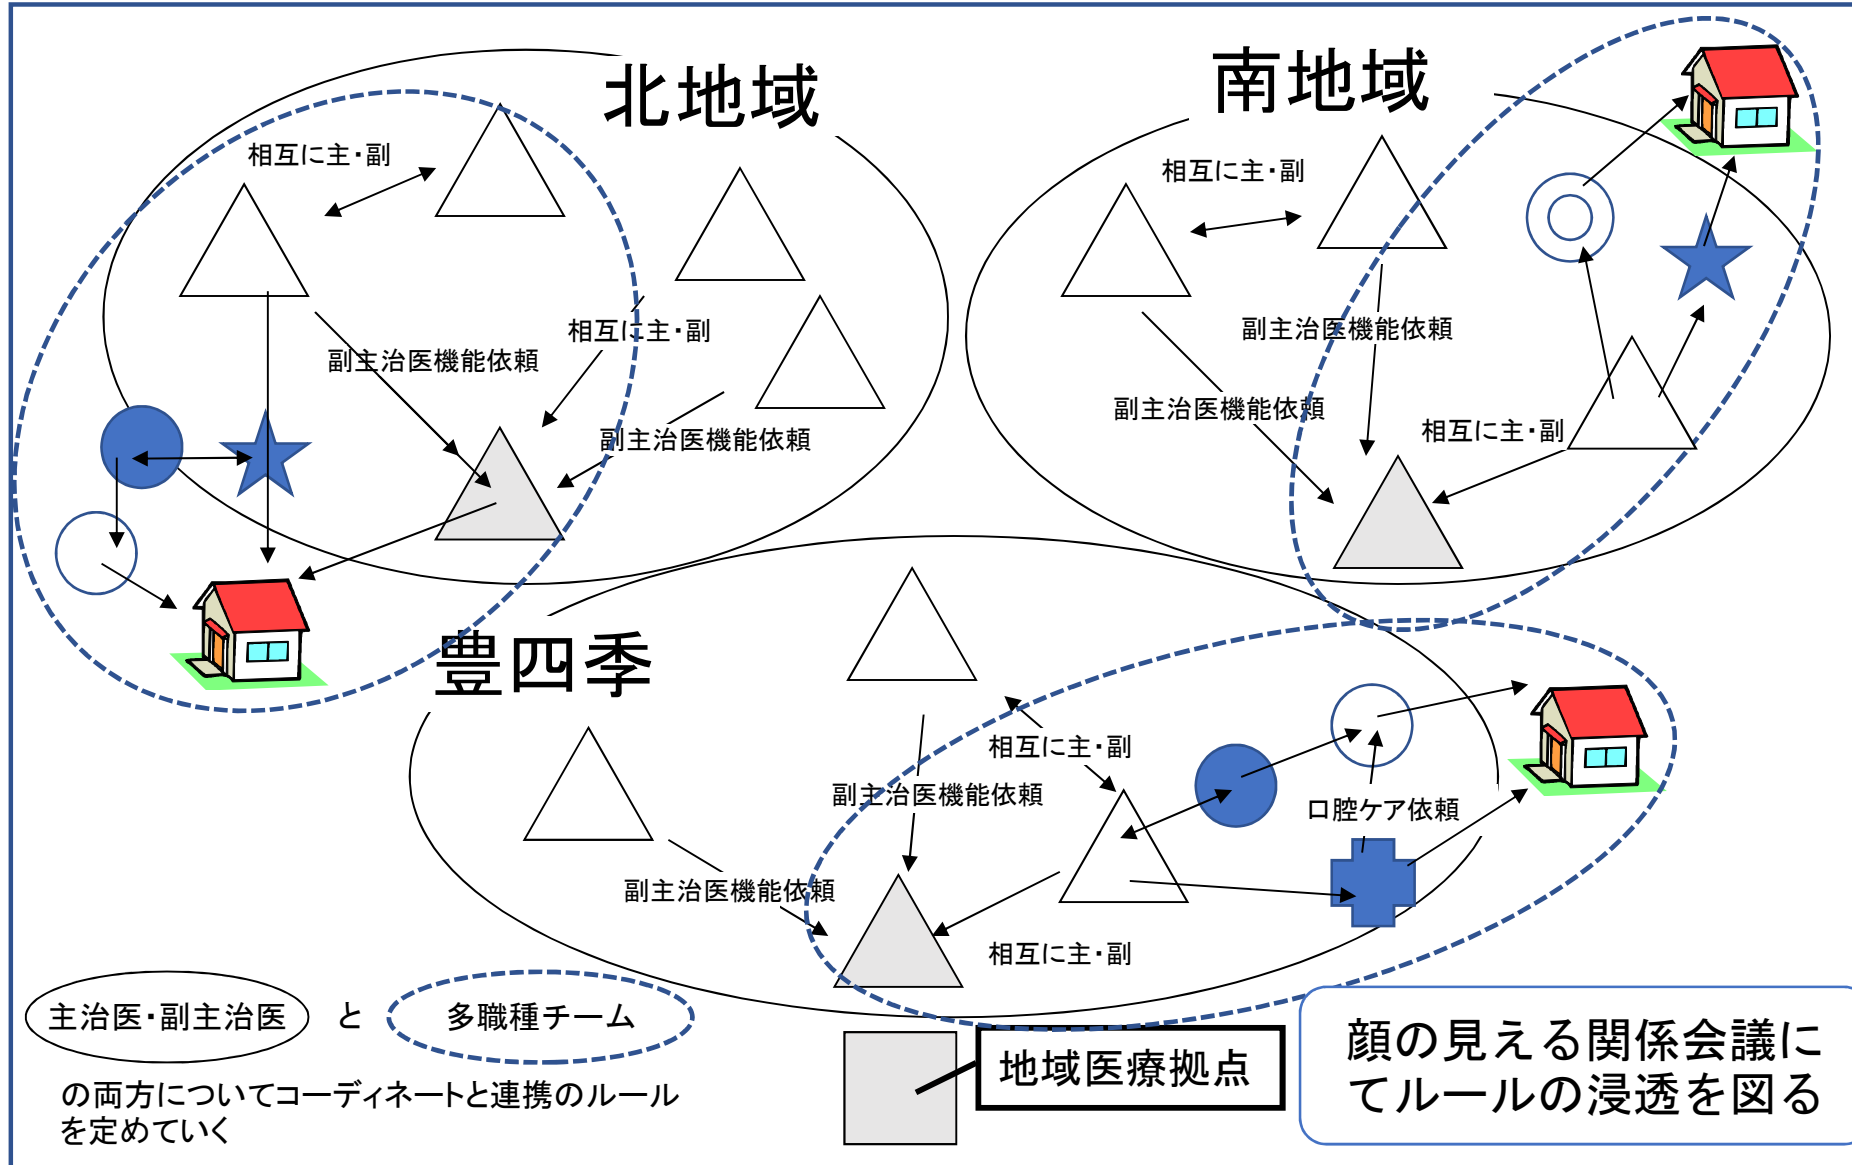 北地域
南地域
相互に主・副
相互に主・副
相互に主・副
副主治医機能依頼
副主治医機能依頼
副主治医機能依頼
副主治医機能依頼
相互に主・副
豊四季
相互に主・副
副主治医機能依頼
口腔ケア依頼
副主治医機能依頼
相互に主・副
主治医・副主治医 と 多職種チーム
の両方についてコーディネートと連携のルール
を定めていく
地域医療拠点
顔の見える関係会議に
てルールの浸透を図る